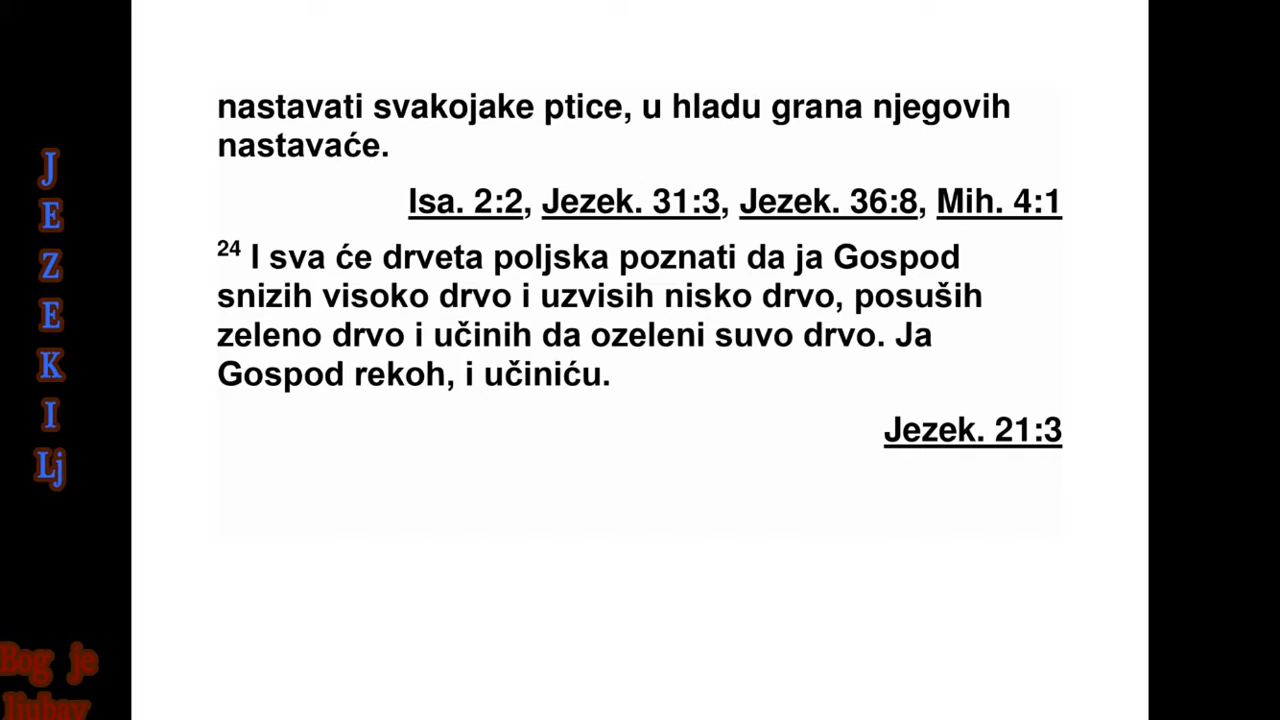 J
E
Z
E
K
I
Lj
Bog je
ljubav
nastavati svakojake ptice, u hladu grana njegovih
nastavaće.
Isa. 2:2, Jezek. 31:3, Jezek. 36:8, Mih. 4:1
24 I sva će drveta poljska poznati da ja Gospod
snizih visoko drvo i uzvisih nisko drvo, posuših
zeleno drvo i učinih da ozeleni suvo drvo. Ja
Gospod rekoh, i učiniću.
Jezek. 21:3